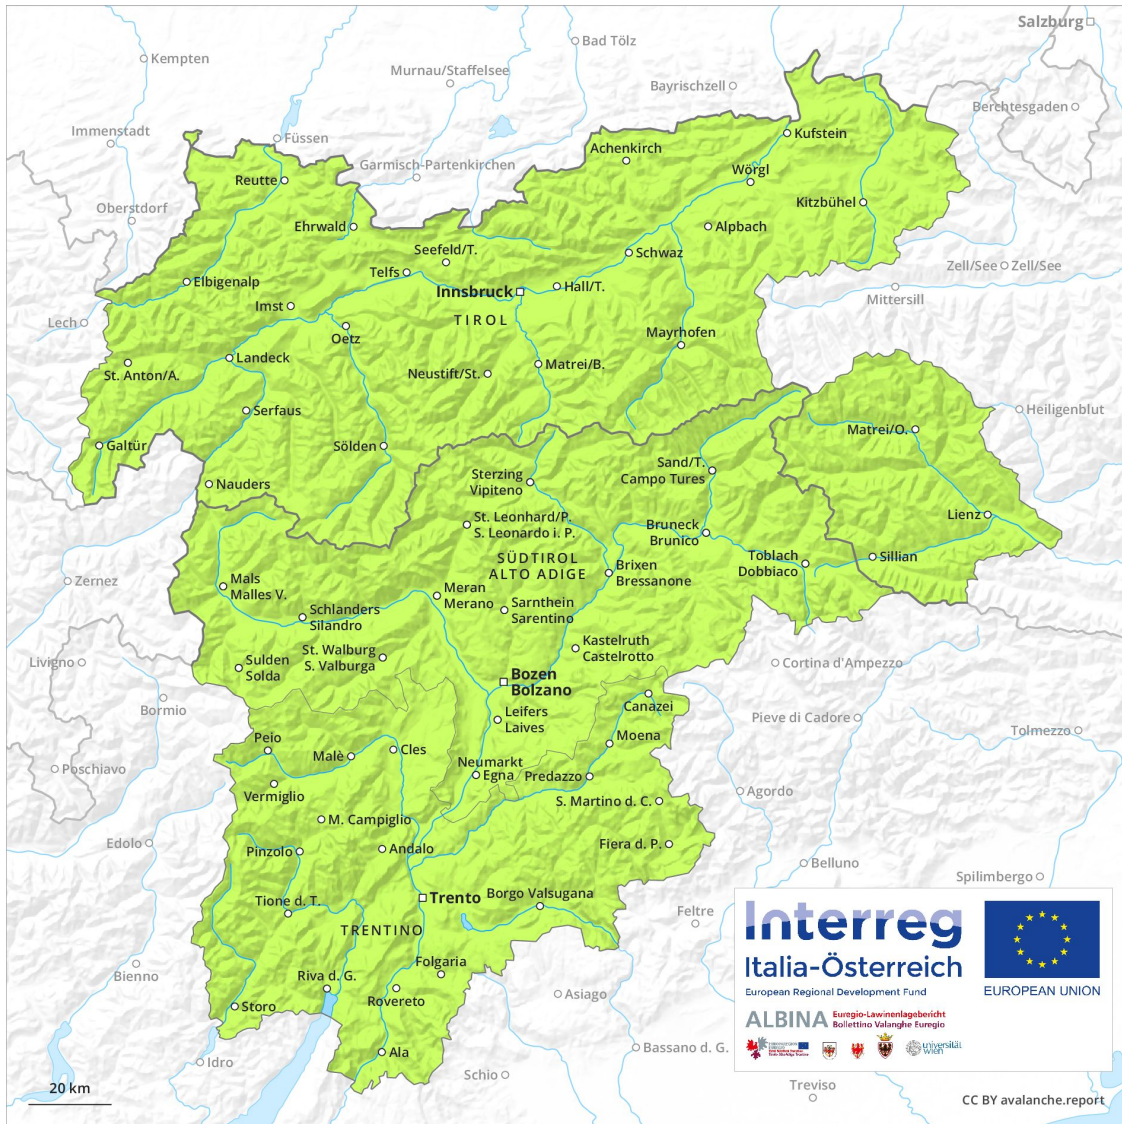 Salzburg
Bad Tölz
Kempten
Murnau/Staffelsee
Bayrischzell
Berchtesgaden
Immenstadt
Füssen
Kufstein
Achenkirch
Garmisch-Partenkirchen
Wörgl
Reutte
Oberstdorf
Kitzbühel
Ehrwald
Alpbach
Seefeld/T.
Schwaz
Zell/See
Zell/See
Telfs
Elbigenalp
Innsbruck
Hall/T.
Mittersill
Imst
TIROL
Lech
Oetz
Mayrhofen
Landeck
Matrei/B.
St. Anton/A.
Neustift/St.
Serfaus
Heiligenblut
Matrei/O.
Galtür
Sölden
Sand/T.
Campo Tures
Sterzing
Vipiteno
Nauders
Lienz
St. Leonhard/P.
S. Leonardo i. P.
Bruneck
Brunico
SÜDTIROL
ALTO ADIGE
Toblach
Dobbiaco
Sillian
Brixen
Bressanone
Zernez
Mals
Malles V.
Meran
Merano
Sarnthein
Sarentino
Schlanders
Silandro
Kastelruth
Castelrotto
St. Walburg
S. Valburga
Livigno
Sulden
Solda
Cortina d'Ampezzo
Bozen
Bolzano
Bormio
Canazei
Leifers
Laives
Pieve di Cadore
Tolmezzo
Moena
Peio
Malè
Cles
Neumarkt
Egna
Predazzo
Poschiavo
Vermiglio
Agordo
S. Martino d. C.
M. Campiglio
Edolo
Pinzolo
Andalo
Fiera d. P.
Belluno
Spilimbergo
Tione d. T.
Trento
Borgo Valsugana
Feltre
TRENTINO
Interreg
Italia-Österreich
European Regional Development Fund
EUROPEAN UNION
Bienno
Riva d. G.
Folgaria
Asiago
Storo
Rovereto
ALBINA
Euregio-Lawinenlagebericht
Bollettino Valanghe Euregio
universität
wien
Ala
Bassano d. G.
Idro
Schio
Treviso
20 km
CC BY avalanche.report